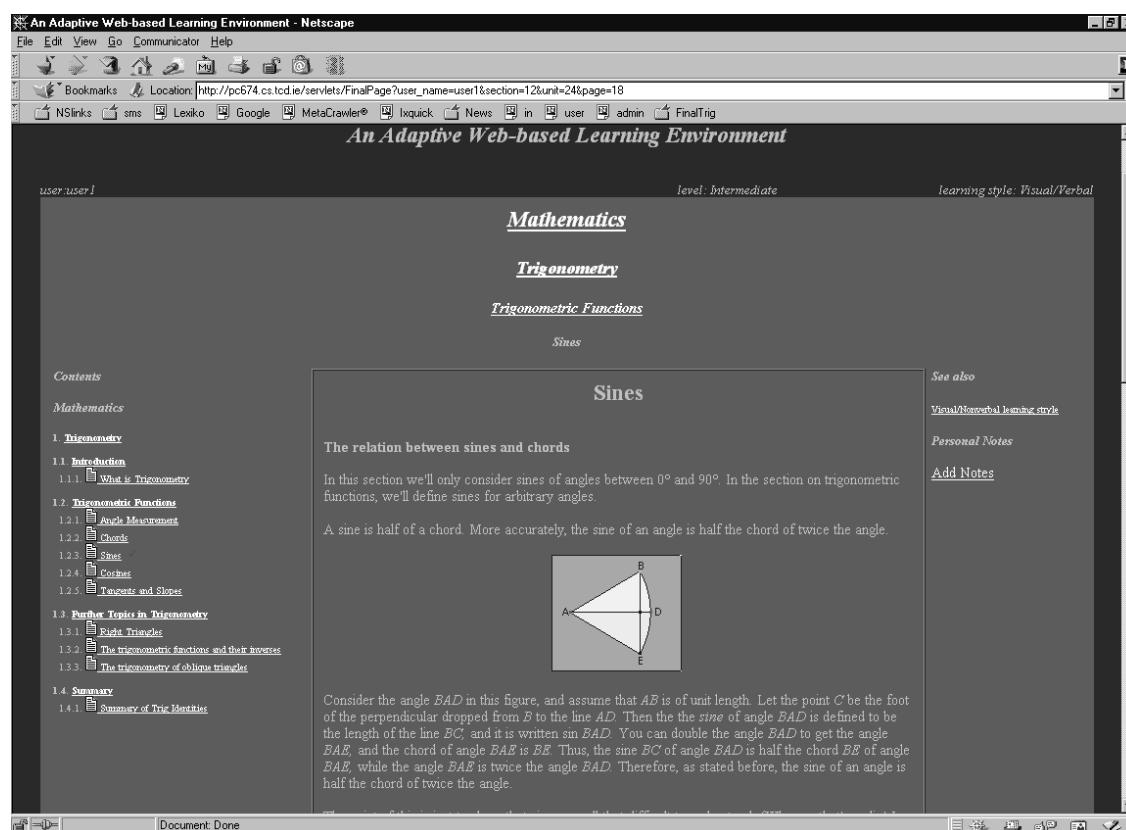 An Adaptive Web-based Learning Environment - Netscape
File Edit View Go Communicator Help
Bookmarks Location: http://pc674.cs.tcd.ie/servlets/FinalPage?user_name=user1&section=12&unit=24&page=18
NSlinks sms Lexiko Google MetaCrawler® Ixquick News in user admin FinalTrig
An Adaptive Web-based Learning Environment
user:user1 level: Intermediate learning style: Visual/Verbal
Mathematics
Trigonometry
Trigonometric Functions
Sines
Contents
Mathematics
1. Trigonometry
1.1. Introduction
1.1.1. What is Trigonometry
1.2. Trigonometric Functions
1.2.1. Angle Measurement
1.2.2. Chords
1.2.3. Sines
1.2.4. Cosines
1.2.5. Tangents and Slopes
1.3. Further Topics in Trigonometry
1.3.1. Right Triangles
1.3.2. The trigonometric functions and their inverses
1.3.3. The trigonometry of oblique triangles
1.4. Summary
1.4.1. Summary of Trig Identities
Sines
The relation between sines and chords
In this section we'll only consider sines of angles between 0° and 90°. In the section on trigonometric
functions, we'll define sines for arbitrary angles.
A sine is half of a chord. More accurately, the sine of an angle is half the chord of twice the angle.
B
A
D
E
Consider the angle BAD in this figure, and assume that AB is of unit length. Let the point C be the foot
of the perpendicular dropped from B to the line AD. Then the the sine of angle BAD is defined to be
the length of the line BC, and it is written sin BAD. You can double the angle BAD to get the angle
BAE, and the chord of angle BAE is BE. Thus, the sine BC of angle BAD is half the chord BE of angle
BAE, while the angle BAE is twice the angle BAD. Therefore, as stated before, the sine of an angle is
half the chord of twice the angle.
See also
Visual/Nonverbal learning stryle
Personal Notes
Add Notes
Document: Done